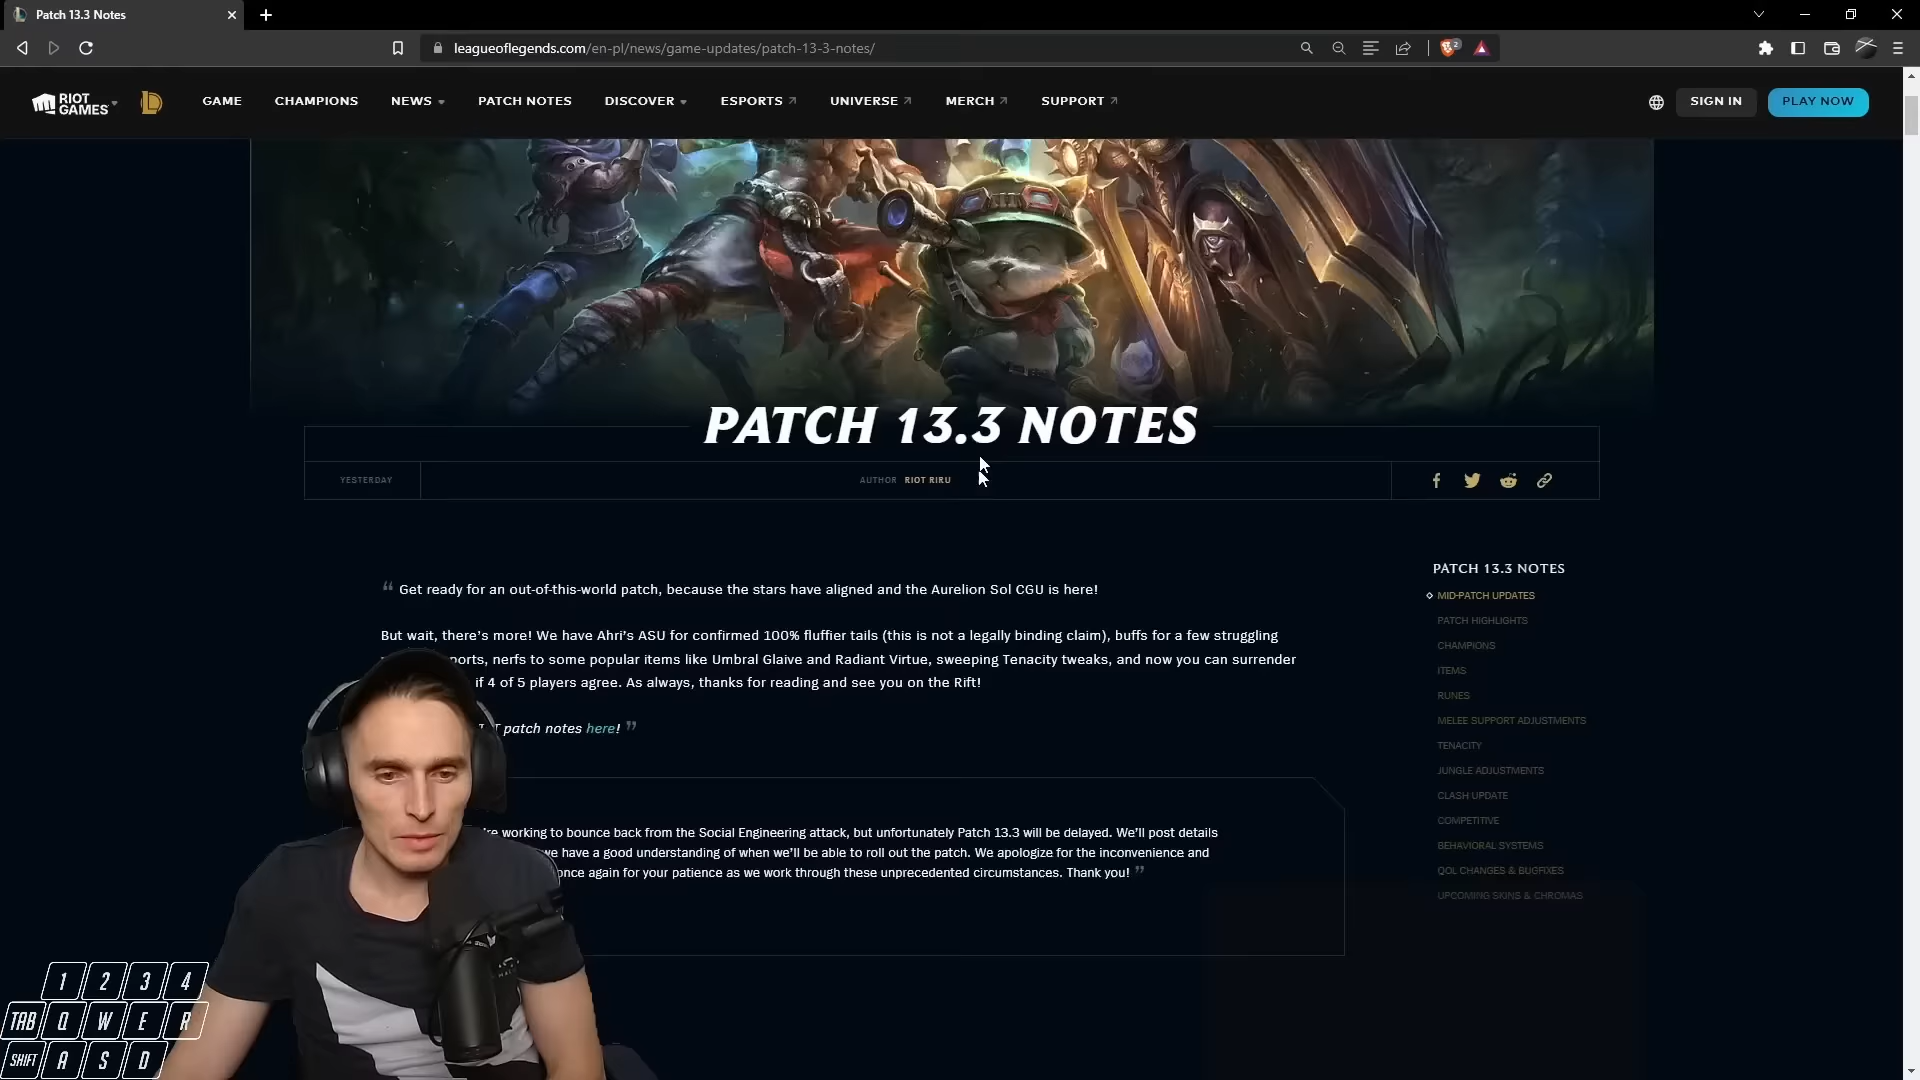 Patch 13.3 Notes
leagueoflegends.com/en-pl/news/game-updates/patch-13-3-notes/
2
RIOT GAMES
GAME
CHAMPIONS
NEWS
PATCH NOTES
DISCOVER
ESPORTS
UNIVERSE
MERCH
SUPPORT
SIGN IN
PLAY NOW
PATCH 13.3 NOTES
YESTERDAY
AUTHOR RIOT RIRU
“ Get ready for an out-of-this-world patch, because the stars have aligned and the Aurelion Sol CGU is here!
But wait, there's more! We have Ahri's ASU for confirmed 100% fluffier tails (this is not a legally binding claim), buffs for a few struggling
ports, nerfs to some popular items like Umbral Glaive and Radiant Virtue, sweeping Tenacity tweaks, and now you can surrender
if 4 of 5 players agree. As always, thanks for reading and see you on the Rift!
patch notes here! ”
're working to bounce back from the Social Engineering attack, but unfortunately Patch 13.3 will be delayed. We'll post details
we have a good understanding of when we'll be able to roll out the patch. We apologize for the inconvenience and
once again for your patience as we work through these unprecedented circumstances. Thank you! ”
PATCH 13.3 NOTES
MID-PATCH UPDATES
PATCH HIGHLIGHTS
CHAMPIONS
ITEMS
RUNES
MELEE SUPPORT ADJUSTMENTS
TENACITY
JUNGLE ADJUSTMENTS
CLASH UPDATE
COMPETITIVE
BEHAVIORAL SYSTEMS
QOL CHANGES & BUGFIXES
UPCOMING SKINS & CHROMAS
1 2 3 4
TAB Q W E R
SHIFT A S D